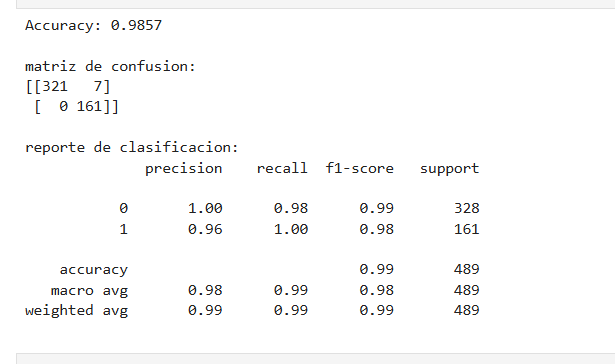 Accuracy: 0.9857
matriz de confusion:
[[321   7]
 [  0 161]]
reporte de clasificacion:
              precision    recall  f1-score   support
           0       1.00      0.98      0.99       328
           1       0.96      1.00      0.98       161
    accuracy                           0.99       489
   macro avg       0.98      0.99      0.98       489
weighted avg       0.99      0.99      0.99       489